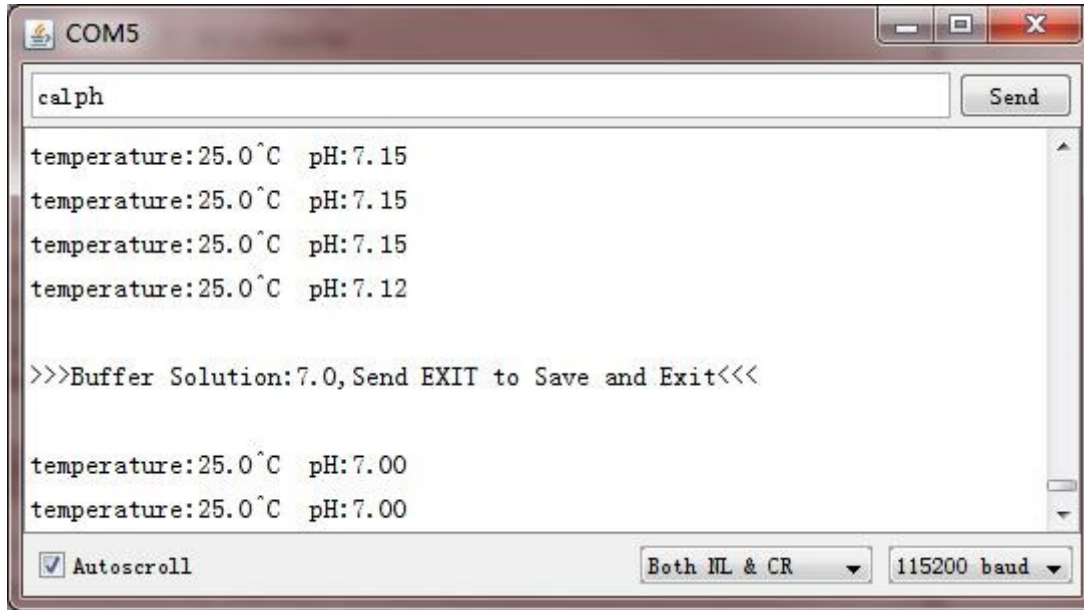 COM5
calph
Send
temperature:25.0^C pH:7.15
temperature:25.0^C pH:7.15
temperature:25.0^C pH:7.15
temperature:25.0^C pH:7.12
>>>Buffer Solution:7.0,Send EXIT to Save and Exit<<<
temperature:25.0^C pH:7.00
temperature:25.0^C pH:7.00
Autoscroll
Both NL & CR
115200 baud